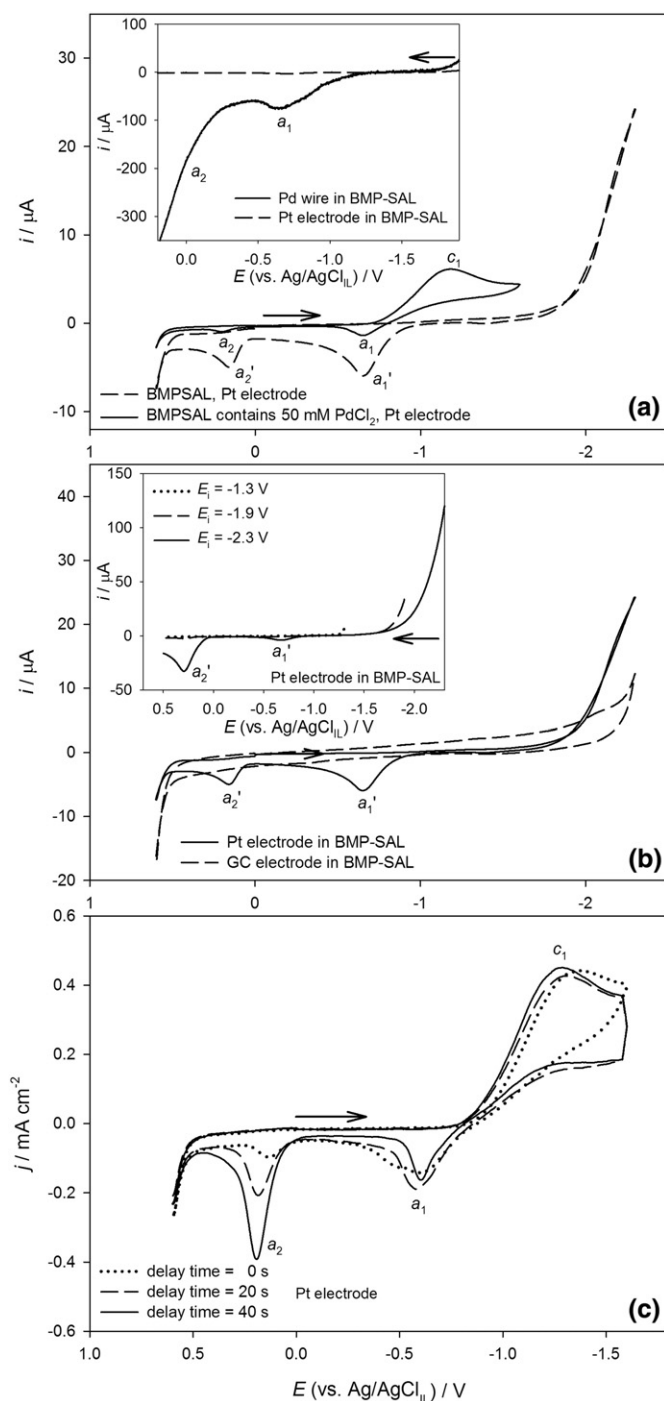 30
20
10
0
-10
i / μA
0
-100
-200
-300
i / μA
a₁
a₂
Pd wire in BMP-SAL
Pt electrode in BMP-SAL
0.0 -0.5 -1.0 -1.5
E (vs. Ag/AgCl_IL) / V
c₁
a₂ a₁
a₂' a₁'
BMPSAL, Pt electrode
BMPSAL contains 50 mM PdCl₂, Pt electrode
(a)
1 0 -1 -2
40
30
20
10
0
-10
-20
i / μA
150
100
50
0
-50
i / μA
Eᵢ = -1.3 V
Eᵢ = -1.9 V
Eᵢ = -2.3 V
a₂' a₁'
Pt electrode in BMP-SAL
0.5 0.0 -0.5 -1.0 -1.5 -2.0
E (vs. Ag/AgCl_IL) / V
a₂' a₁'
Pt electrode in BMP-SAL
GC electrode in BMP-SAL
(b)
1 0 -1 -2
0.6
0.4
0.2
0.0
-0.2
-0.4
-0.6
j / mA cm⁻²
c₁
a₁
a₂
delay time = 0 s
delay time = 20 s
delay time = 40 s
Pt electrode
(c)
1.0 0.5 0.0 -0.5 -1.0 -1.5
E (vs. Ag/AgCl_IL) / V